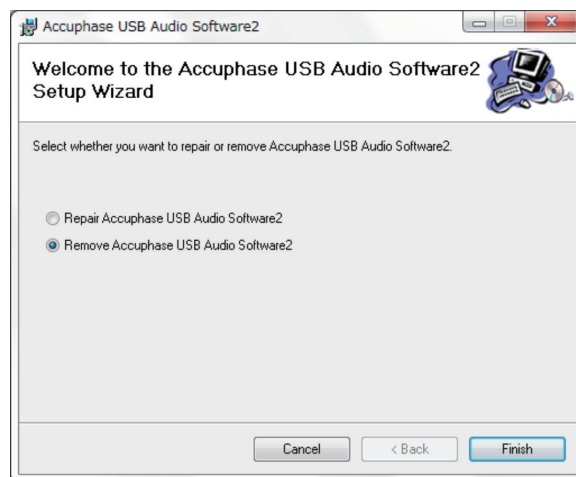 Accuphase USB Audio Software2
Welcome to the Accuphase USB Audio Software2
Setup Wizard
Select whether you want to repair or remove Accuphase USB Audio Software2.
Repair Accuphase USB Audio Software2
Remove Accuphase USB Audio Software2
Cancel
< Back
Finish